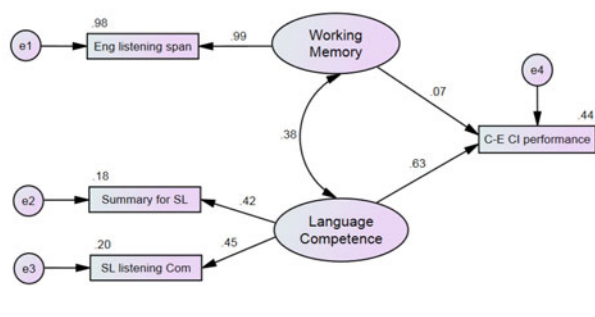 .98
e1
Eng listening span
.99
Working
Memory
e4
.07
.44
C-E CI performance
.38
.63
.18
e2
Summary for SL
.42
Language
Competence
.20
.45
e3
SL listening Com